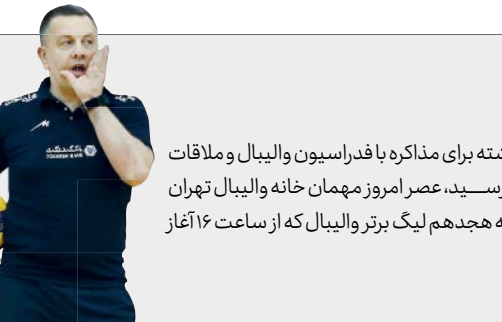 شته برای مذاکره با فدراسیون والیبال و ملاقات
رسید، عصر امروز مهمان خانه والیبال تهران
ه هجدهم لیگ برتر والیبال که از ساعت ۱۶ آغاز